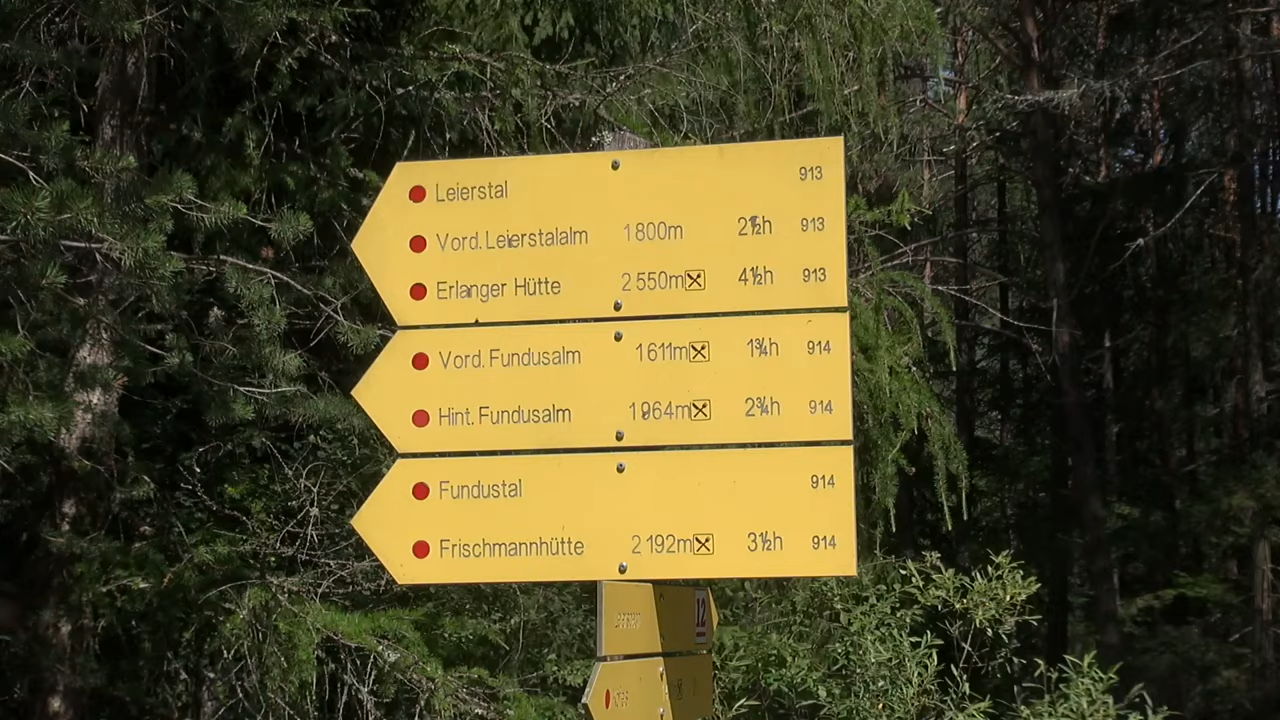 Leierstal 913
Vord. Leierstalalm 1800m 2½h 913
Erlanger Hütte 2550m 4½h 913
Vord. Fundusalm 1611m 1¾h 914
Hint. Fundusalm 1964m 2¾h 914
Fundustal 914
Frischmannhütte 2192m 3½h 914
12